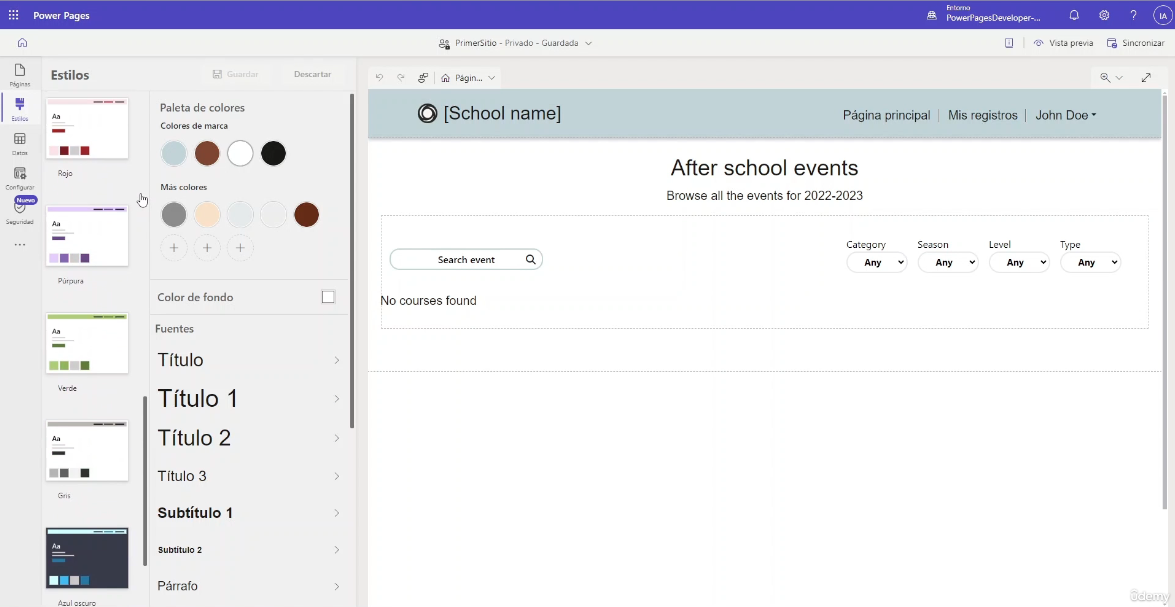 Power Pages
Entorno
PowerPagesDeveloper-...
IA
PrimerSitio - Privado - Guardada
Vista previa
Sincronizar
Páginas
Estilos
Datos
Configurar
Nuevo
Seguridad
Estilos
Guardar
Descartar
Aa
Rojo
Aa
Púrpura
Aa
Verde
Aa
Gris
Aa
Azul oscuro
Paleta de colores
Colores de marca
Más colores
Color de fondo
Fuentes
Título
Título 1
Título 2
Título 3
Subtítulo 1
Subtítulo 2
Párrafo
Págin...
[School name]
Página principal
Mis registros
John Doe
After school events
Browse all the events for 2022-2023
Search event
Category
Season
Level
Type
Any
Any
Any
Any
No courses found
ûdemy